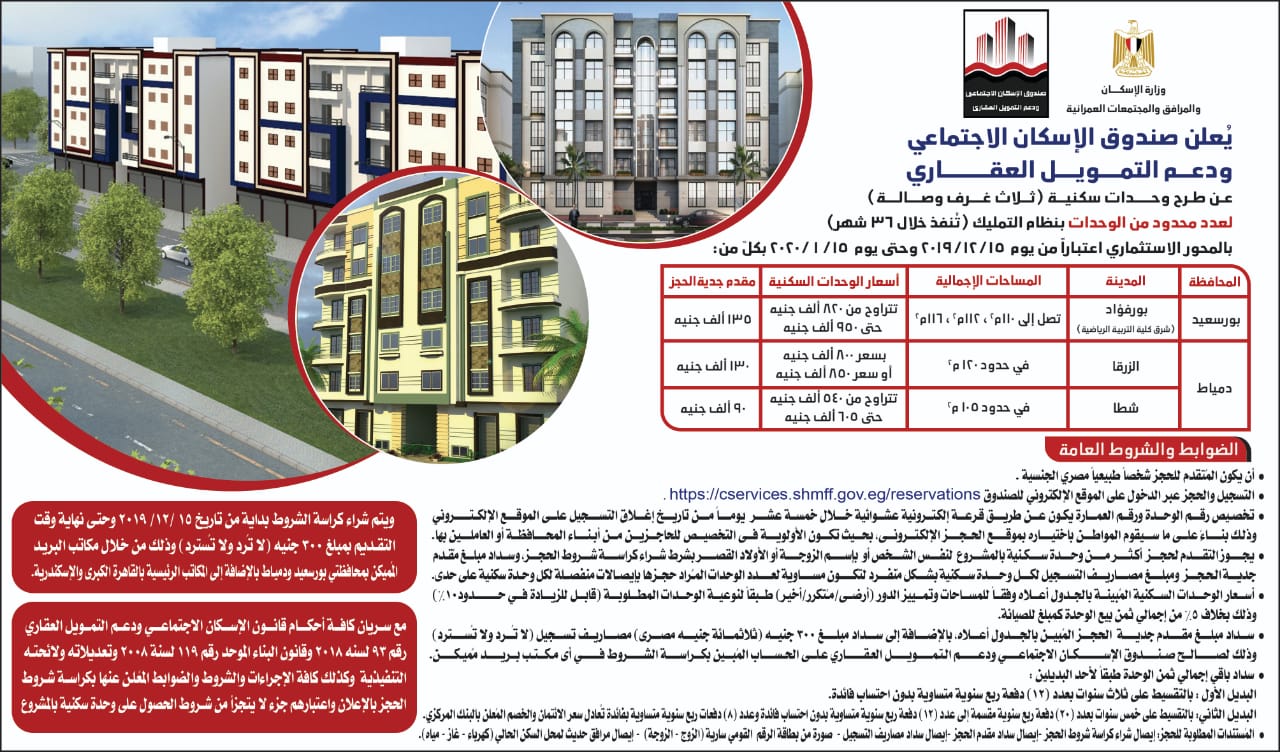 صندوق الإسكان الاجتماعى
ودعم التمويل العقارى
وزارة الإسكــان
والمرافق والمجتمعات العمرانية
يُعلن صندوق الإسكان الاجتماعي
ودعم التمويــل العقــــاري
عن طرح وحدات سكنية (ثلاث غرف وصالة)
لعدد محدود من الوحدات بنظام التمليك (تُنفذ خلال ٣٦ شهر)
بالمحور الاستثماري اعتباراً من يوم ٢٠١٩/١٢/١٥ وحتى يوم ٢٠٢٠/١/١٥ بكلّ من:
المحافظة | المدينة | المساحات الإجمالية | أسعار الوحدات السكنية | مقدم جدية الحجز
بورسعيد | بورفؤاد (شرق كلية التربية الرياضية) | تصل إلى ١١٠م٢ ، ١١٢م٢ ، ١١٦م٢ | تتراوح من ٨٢٠ ألف جنيه حتى ٩٥٠ ألف جنيه | ١٣٥ ألف جنيه
دمياط | الزرقا | في حدود ١٢٠ م٢ | بسعر ٨٠٠ ألف جنيه أو سعر ٨٥٠ ألف جنيه | ١٣٠ ألف جنيه
شطا | في حدود ١٠٥ م٢ | تتراوح من ٥٤٠ ألف جنيه حتى ٦٠٥ ألف جنيه | ٩٠ ألف جنيه
الضوابط والشروط العامة
• أن يكون المُتقدم للحجز شخصاً طبيعياً مصري الجنسية .
• التسجيل والحجز عبر الدخول على الموقع الإلكتروني للصندوق https://cservices.shmff.gov.eg/reservations .
• تخصيص رقم الوحدة ورقم العمارة يكون عن طريق قرعة إلكترونية عشوائية خلال خمسة عشر يوماً من تاريخ إغلاق التسجيل على الموقع الإلكتروني
وذلك بناءً على ما سيقوم المواطن باختياره بموقع الحجز الإلكترونى، بحيث تكون الأولوية في التخصيص للحاجزين من أبناء المحافظة أو العاملين بها.
• يجوز التقدم لحجز أكثر من وحدة سكنية بالمشروع لنفس الشخص أو بإسم الزوجة أو الأولاد القصر بشرط شراء كراسة شروط الحجز، وسداد مبلغ مقدم
جدية الحجز ومبلغ مصاريف التسجيل لكل وحدة سكنية بشكل منفرد لتكون مساوية لعدد الوحدات المُراد حجزها بإيصالات منفصلة لكل وحدة سكنية على حدى.
• أسعار الوحدات السكنية المُبينة بالجدول أعلاه وفقاً للمساحات وتمييز الدور (أرضى/متكرر/أخير) طبقاً لنوعية الوحدات المطلوبة (قابل للزيادة في حدود ١٠٪)
وذلك بخلاف ٥٪ من إجمالي ثمن بيع الوحدة كمبلغ للصيانة.
• سداد مبلغ مقدم جدية الحجز المُبين بالجدول أعلاه، بالإضافة إلى سداد مبلغ ٣٠٠ جنيه (ثلاثمائة جنيه مصرى) مصاريف تسجيل (لا تُرد ولا تُسترد)
وذلك لصالح صندوق الإسكان الاجتماعي ودعم التمويل العقاري على الحساب المُبين بكراسة الشروط في أى مكتب بريد مُميكن.
• سداد باقي إجمالي ثمن الوحدة طبقاً لأحد البديلين :
البديل الأول : بالتقسيط على ثلاث سنوات بعدد (١٢) دفعة ربع سنوية متساوية بدون احتساب فائدة.
البديل الثاني: بالتقسيط على خمس سنوات بعدد (٢٠) دفعة ربع سنوية مقسمة إلى عدد (١٢) دفعة ربع سنوية متساوية بدون احتساب فائدة وعدد (٨) دفعات ربع سنوية متساوية بفائدة تعادل سعر الائتمان والخصم المُعلن بالبنك المركزي.
• المستندات المطلوبة للحجز: إيصال شراء كراسة شروط الحجز -إيصال سداد مقدم الحجز -إيصال سداد مصاريف التسجيل - صورة من بطاقة الرقم القومي سارية (الزوج - الزوجة) - إيصال مرافق حديث لمحل السكن الحالي (كهرباء - غاز - مياه).
ويتم شراء كراسة الشروط بداية من تاريخ ١٥ /١٢/ ٢٠١٩ وحتى نهاية وقت
التقديم بمبلغ ٣٠٠ جنيه (لا تُرد ولا تُسترد) وذلك من خلال مكاتب البريد
المُميكن بمحافظتي بورسعيد ودمياط بالإضافة إلى المكاتب الرئيسية بالقاهرة الكبرى والإسكندرية.
مع سريان كافة أحكام قانون الإسكان الاجتماعي ودعم التمويل العقاري
رقم ٩٣ لسنه ٢٠١٨ وقانون البناء الموحد رقم ١١٩ لسنة ٢٠٠٨ وتعديلاته ولائحته
التنفيذية وكذلك كافة الإجراءات والشروط والضوابط المُعلن عنها بكراسة شروط
الحجز بالإعلان واعتبارهم جزء لا يتجزأ من شروط الحصول على وحدة سكنية بالمشروع